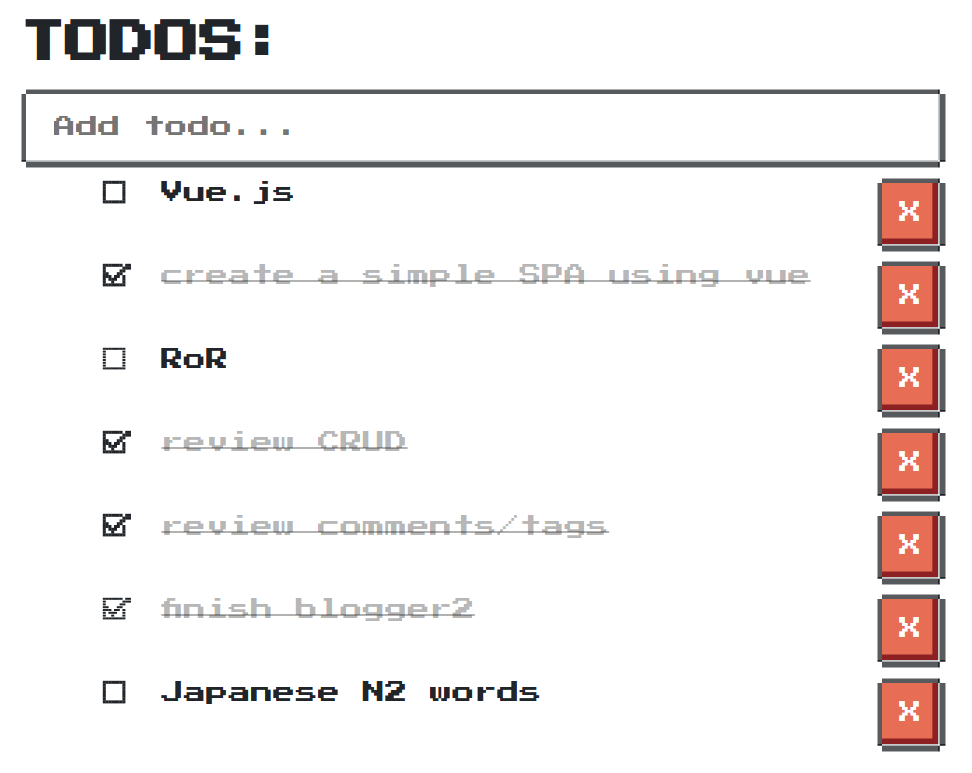 TODOS:
Add todo...
Vue.js x
create a simple SPA using vue x
RoR x
review CRUD x
review comments/tags x
finish blogger2 x
Japanese N2 words x